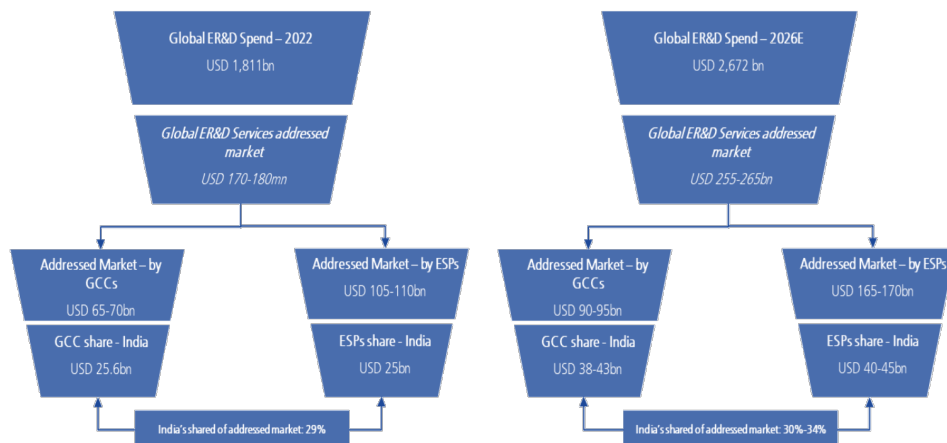 Global ER&D Spend – 2022
USD 1,811bn
Global ER&D Services addressed
market
USD 170-180mn
Addressed Market – by
GCCs
USD 65-70bn
GCC share - India
USD 25.6bn
Addressed Market – by ESPs
USD 105-110bn
ESPs share - India
USD 25bn
India's shared of addressed market: 29%
Global ER&D Spend – 2026E
USD 2,672 bn
Global ER&D Services addressed
market
USD 255-265bn
Addressed Market – by
GCCs
USD 90-95bn
GCC share - India
USD 38-43bn
Addressed Market – by ESPs
USD 165-170bn
ESPs share - India
USD 40-45bn
India's shared of addressed market: 30%-34%